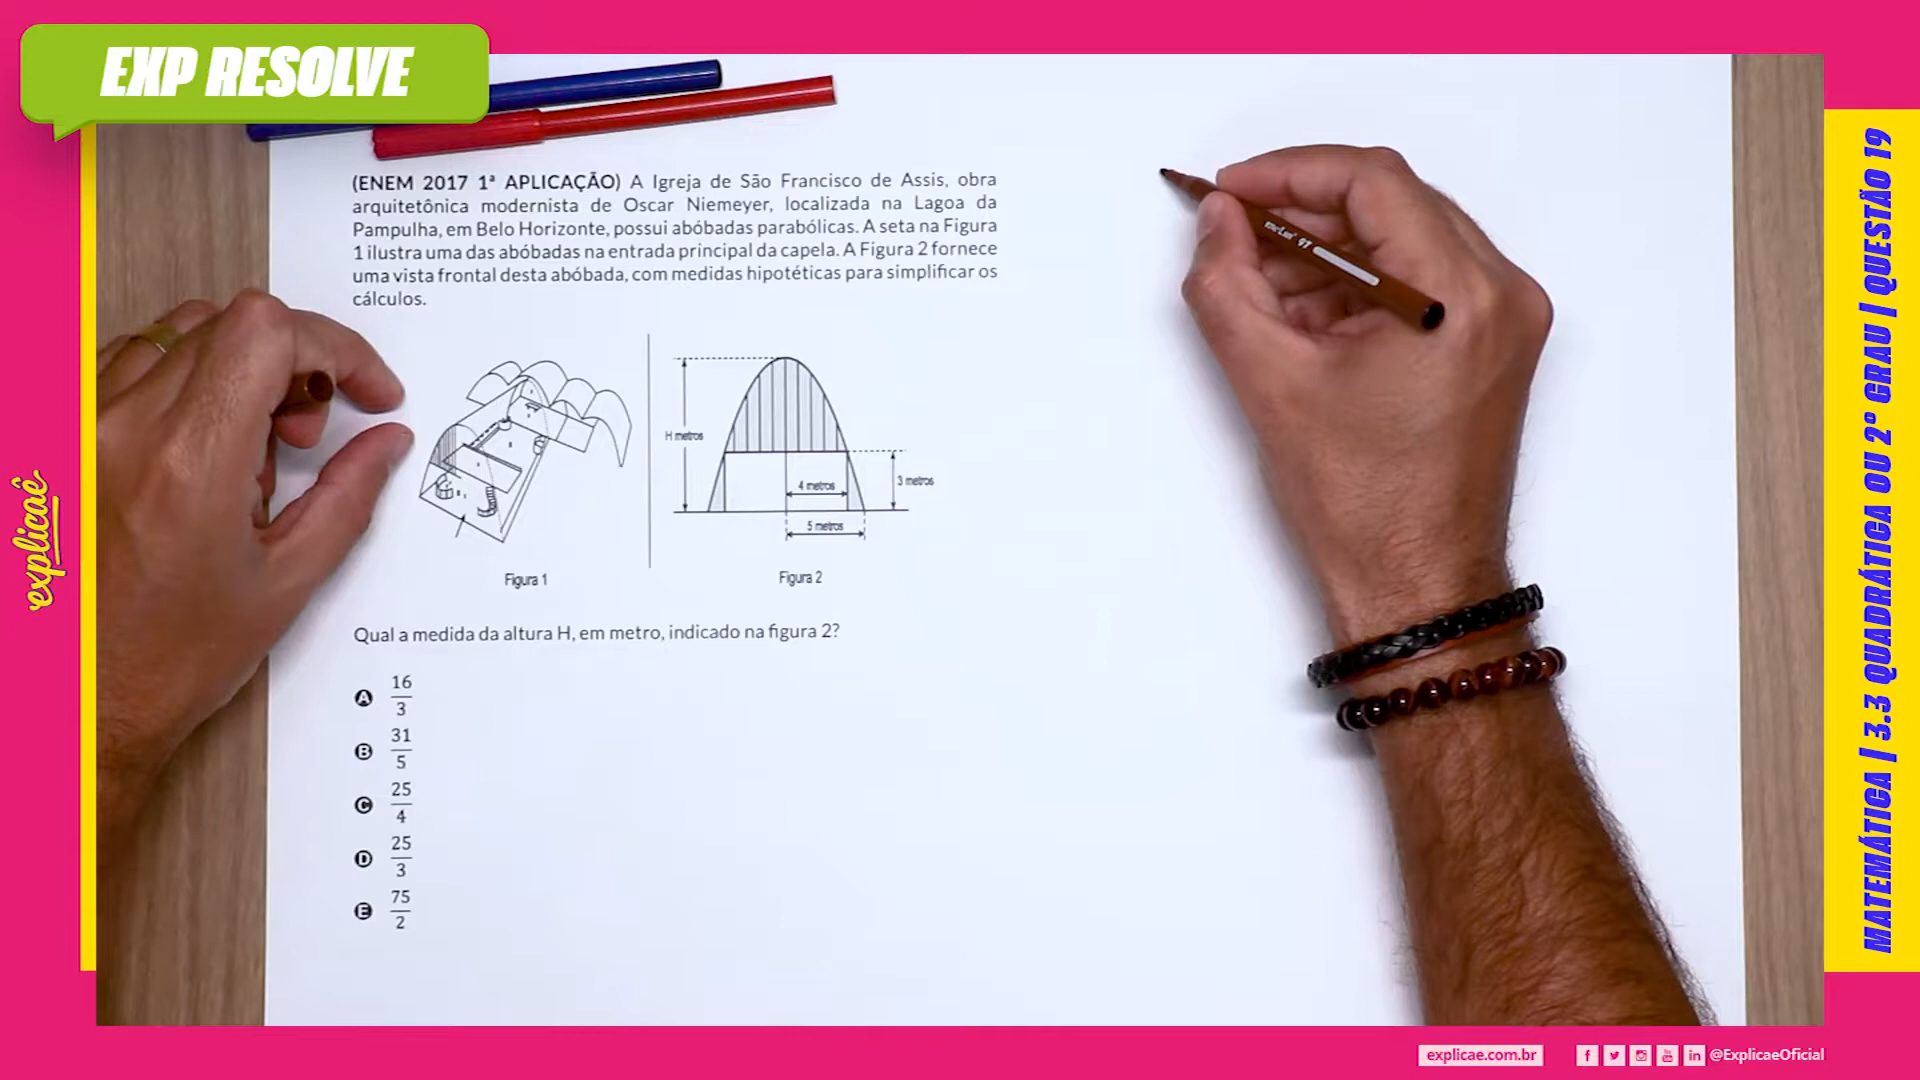 EXP RESOLVE
(ENEM 2017 1ª APLICAÇÃO) A Igreja de São Francisco de Assis, obra
arquitetônica modernista de Oscar Niemeyer, localizada na Lagoa da
Pampulha, em Belo Horizonte, possui abóbadas parabólicas. A seta na Figura
1 ilustra uma das abóbadas na entrada principal da capela. A Figura 2 fornece
uma vista frontal desta abóbada, com medidas hipotéticas para simplificar os
cálculos.
H metros
4 metros
3 metros
5 metros
Figura 1
Figura 2
Qual a medida da altura H, em metro, indicado na figura 2?
A 16/3
B 31/5
C 25/4
D 25/3
E 75/2
explicaê
MATEMÁTICA | 3.3 QUADRÁTICA OU 2º GRAU | QUESTÃO 19
explicae.com.br
@ExplicaeOficial